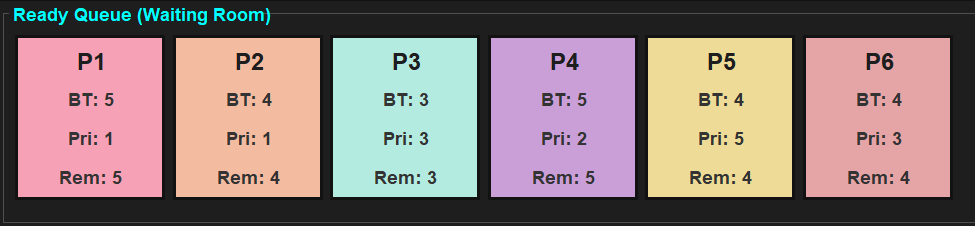 Ready Queue (Waiting Room)
P1 P2 P3 P4 P5 P6
BT: 5 BT: 4 BT: 3 BT: 5 BT: 4 BT: 4
Pri: 1 Pri: 1 Pri: 3 Pri: 2 Pri: 5 Pri: 3
Rem: 5 Rem: 4 Rem: 3 Rem: 5 Rem: 4 Rem: 4